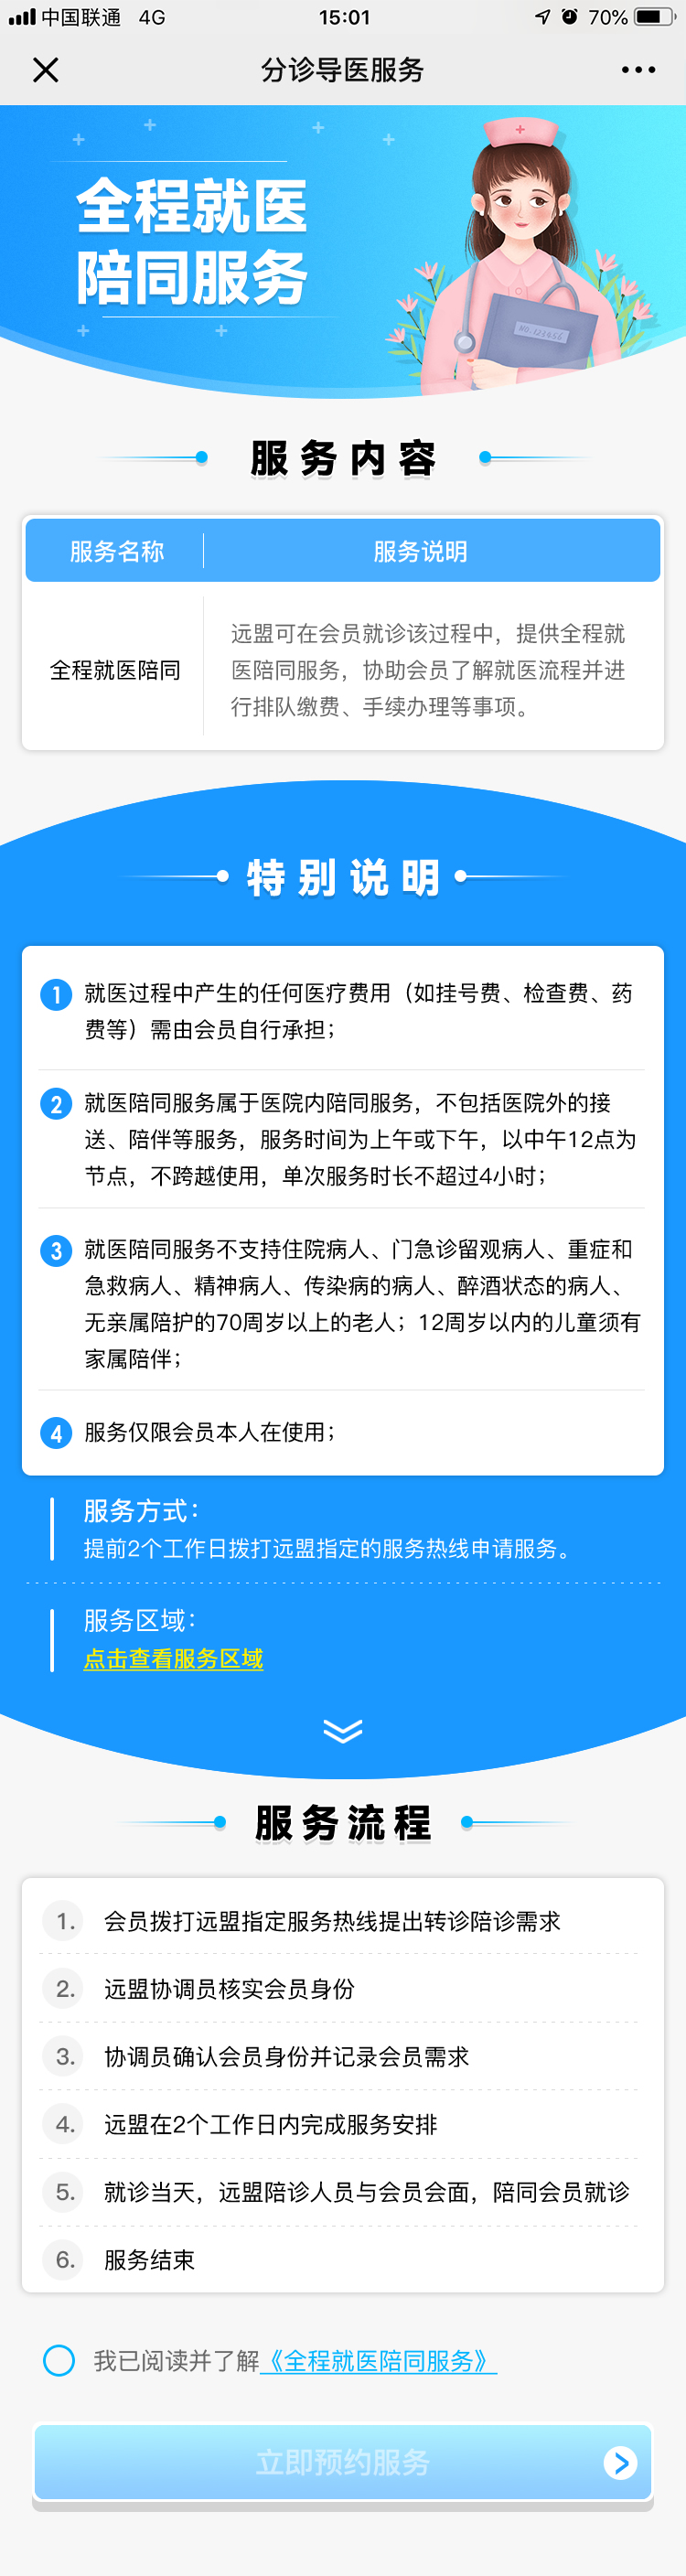 中国联通 4G 15:01 70%
分诊导医服务
全程就医
陪同服务
NO.123656
服务内容
服务名称 服务说明
全程就医陪同
远盟可在会员就诊该过程中，提供全程就
医陪同服务，协助会员了解就医流程并进
行排队缴费、手续办理等事项。
特别说明
1 就医过程中产生的任何医疗费用（如挂号费、检查费、药
费等）需由会员自行承担；
2 就医陪同服务属于医院内陪同服务，不包括医院外的接
送、陪伴等服务，服务时间为上午或下午，以中午12点为
节点，不跨越使用，单次服务时长不超过4小时；
3 就医陪同服务不支持住院病人、门急诊留观病人、重症和
急救病人、精神病人、传染病的病人、醉酒状态的病人、
无亲属陪护的70周岁以上的老人；12周岁以内的儿童须有
家属陪伴；
4 服务仅限会员本人在使用；
服务方式：
提前2个工作日拨打远盟指定的服务热线申请服务。
服务区域：
点击查看服务区域
服务流程
1. 会员拨打远盟指定服务热线提出转诊陪诊需求
2. 远盟协调员核实会员身份
3. 协调员确认会员身份并记录会员需求
4. 远盟在2个工作日内完成服务安排
5. 就诊当天，远盟陪诊人员与会员会面，陪同会员就诊
6. 服务结束
我已阅读并了解《全程就医陪同服务》
立即预约服务